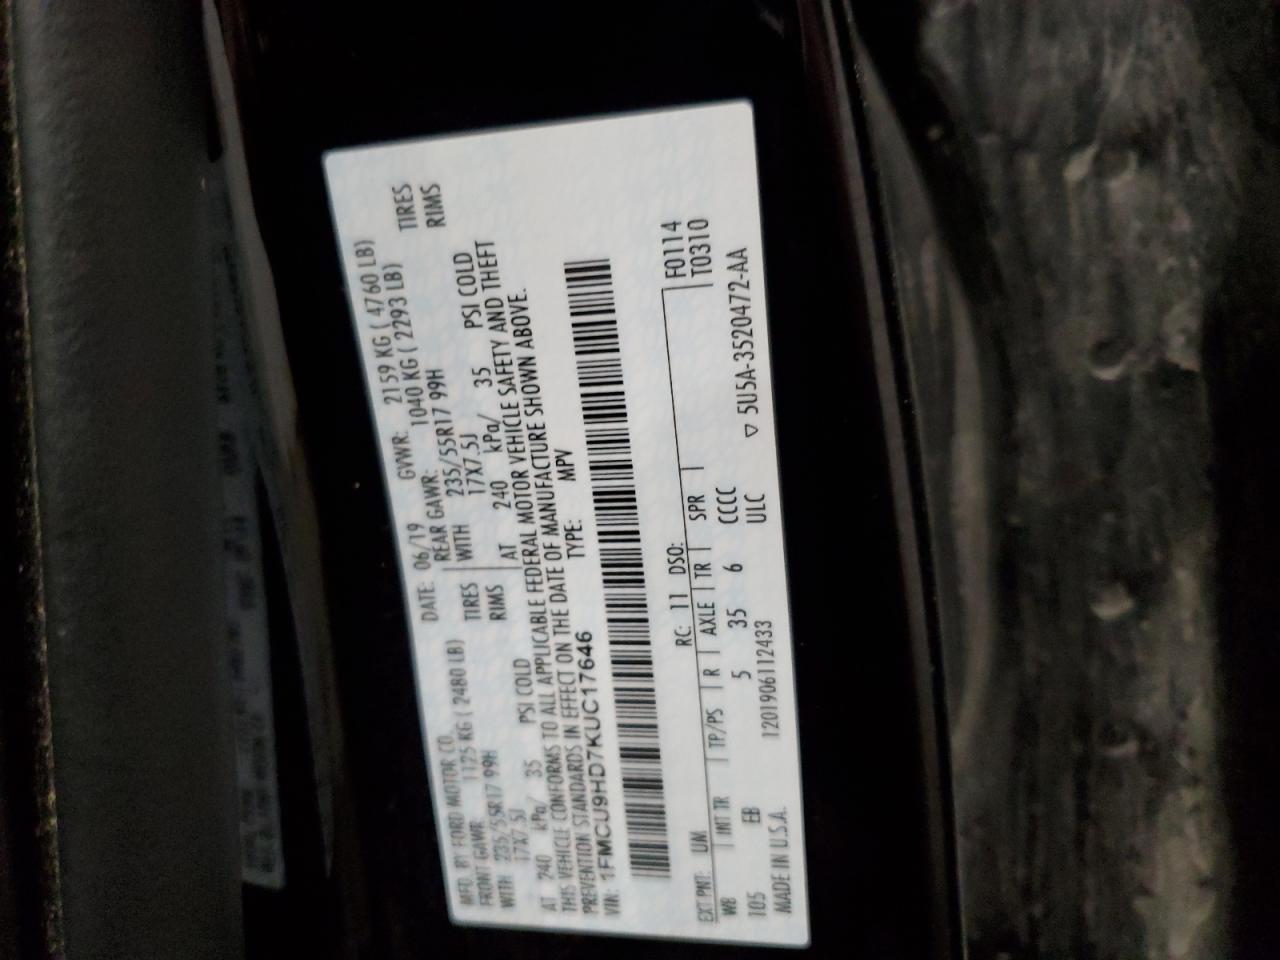 MFD. BY FORD MOTOR CO. DATE: 06/19 GVWR: 2159 KG ( 4760 LB)
FRONT GAWR: 1125 KG ( 2480 LB) REAR GAWR: 1040 KG ( 2293 LB)
WITH 235/55R17 99H TIRES WITH 235/55R17 99H TIRES
17X7.5J RIMS 17X7.5J RIMS
AT 240 kPa/ 35 PSI COLD AT 240 kPa/ 35 PSI COLD
THIS VEHICLE CONFORMS TO ALL APPLICABLE FEDERAL MOTOR VEHICLE SAFETY AND THEFT
PREVENTION STANDARDS IN EFFECT ON THE DATE OF MANUFACTURE SHOWN ABOVE.
VIN: 1FMCU9HD7KUC17646 TYPE: MPV
EXT PNT: UM RC: 11 DSO: F0114
WB INT TR TP/PS R AXLE TR SPR T0310
105 EB 5 35 6 CCCC
MADE IN U.S.A. 1201906112433 ULC ▽ 5U5A-3520472-AA